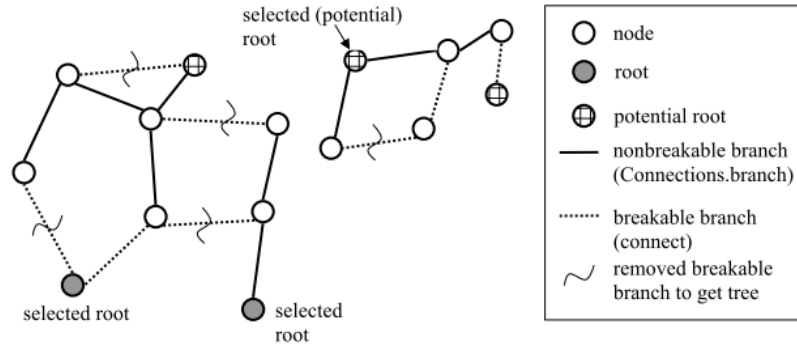 selected (potential)
root
selected root
selected
root
node
root
potential root
nonbreakable branch
(Connections.branch)
breakable branch
(connect)
removed breakable
branch to get tree